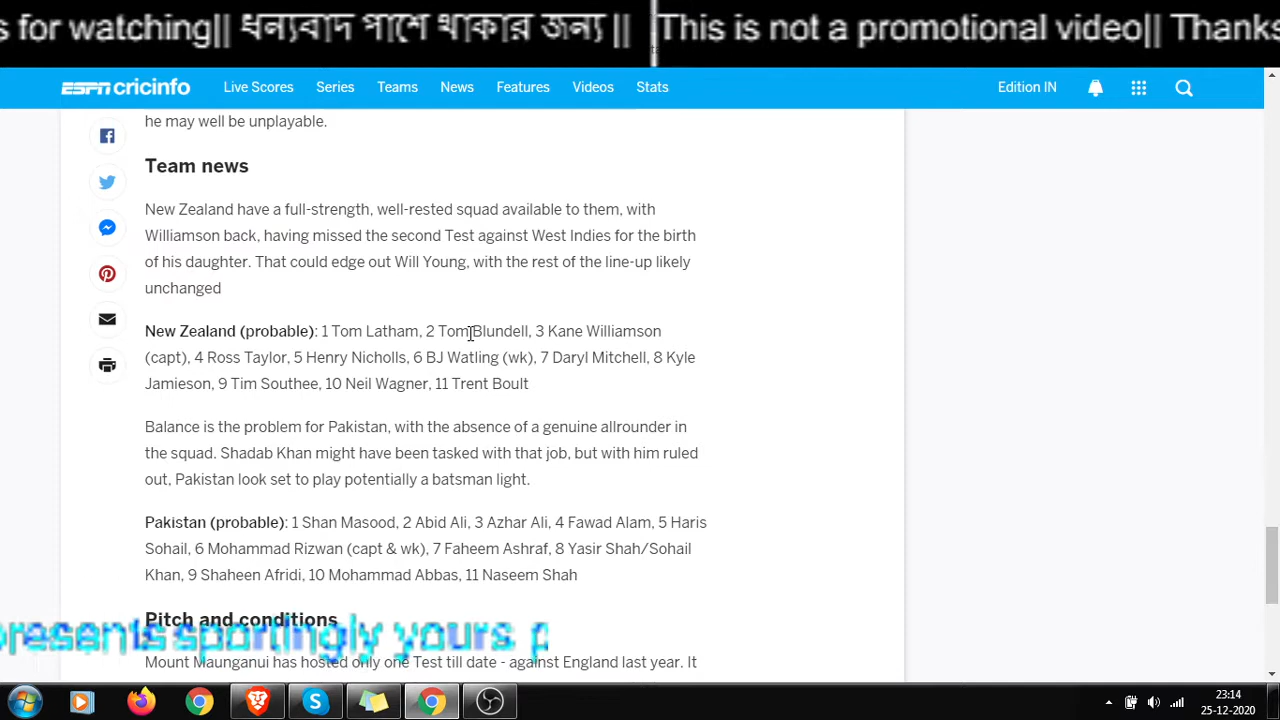 s for watching|| ধন্যবাদ পাশে থাকার জন্য || This is not a promotional video|| Thanks
ESPN cricinfo Live Scores Series Teams News Features Videos Stats Edition IN
he may well be unplayable.
Team news
New Zealand have a full-strength, well-rested squad available to them, with
Williamson back, having missed the second Test against West Indies for the birth
of his daughter. That could edge out Will Young, with the rest of the line-up likely
unchanged
New Zealand (probable): 1 Tom Latham, 2 Tom Blundell, 3 Kane Williamson
(capt), 4 Ross Taylor, 5 Henry Nicholls, 6 BJ Watling (wk), 7 Daryl Mitchell, 8 Kyle
Jamieson, 9 Tim Southee, 10 Neil Wagner, 11 Trent Boult
Balance is the problem for Pakistan, with the absence of a genuine allrounder in
the squad. Shadab Khan might have been tasked with that job, but with him ruled
out, Pakistan look set to play potentially a batsman light.
Pakistan (probable): 1 Shan Masood, 2 Abid Ali, 3 Azhar Ali, 4 Fawad Alam, 5 Haris
Sohail, 6 Mohammad Rizwan (capt & wk), 7 Faheem Ashraf, 8 Yasir Shah/Sohail
Khan, 9 Shaheen Afridi, 10 Mohammad Abbas, 11 Naseem Shah
Pitch and conditions
presents sportingly yours p
Mount Maunganui has hosted only one Test till date - against England last year. It
23:14
25-12-2020